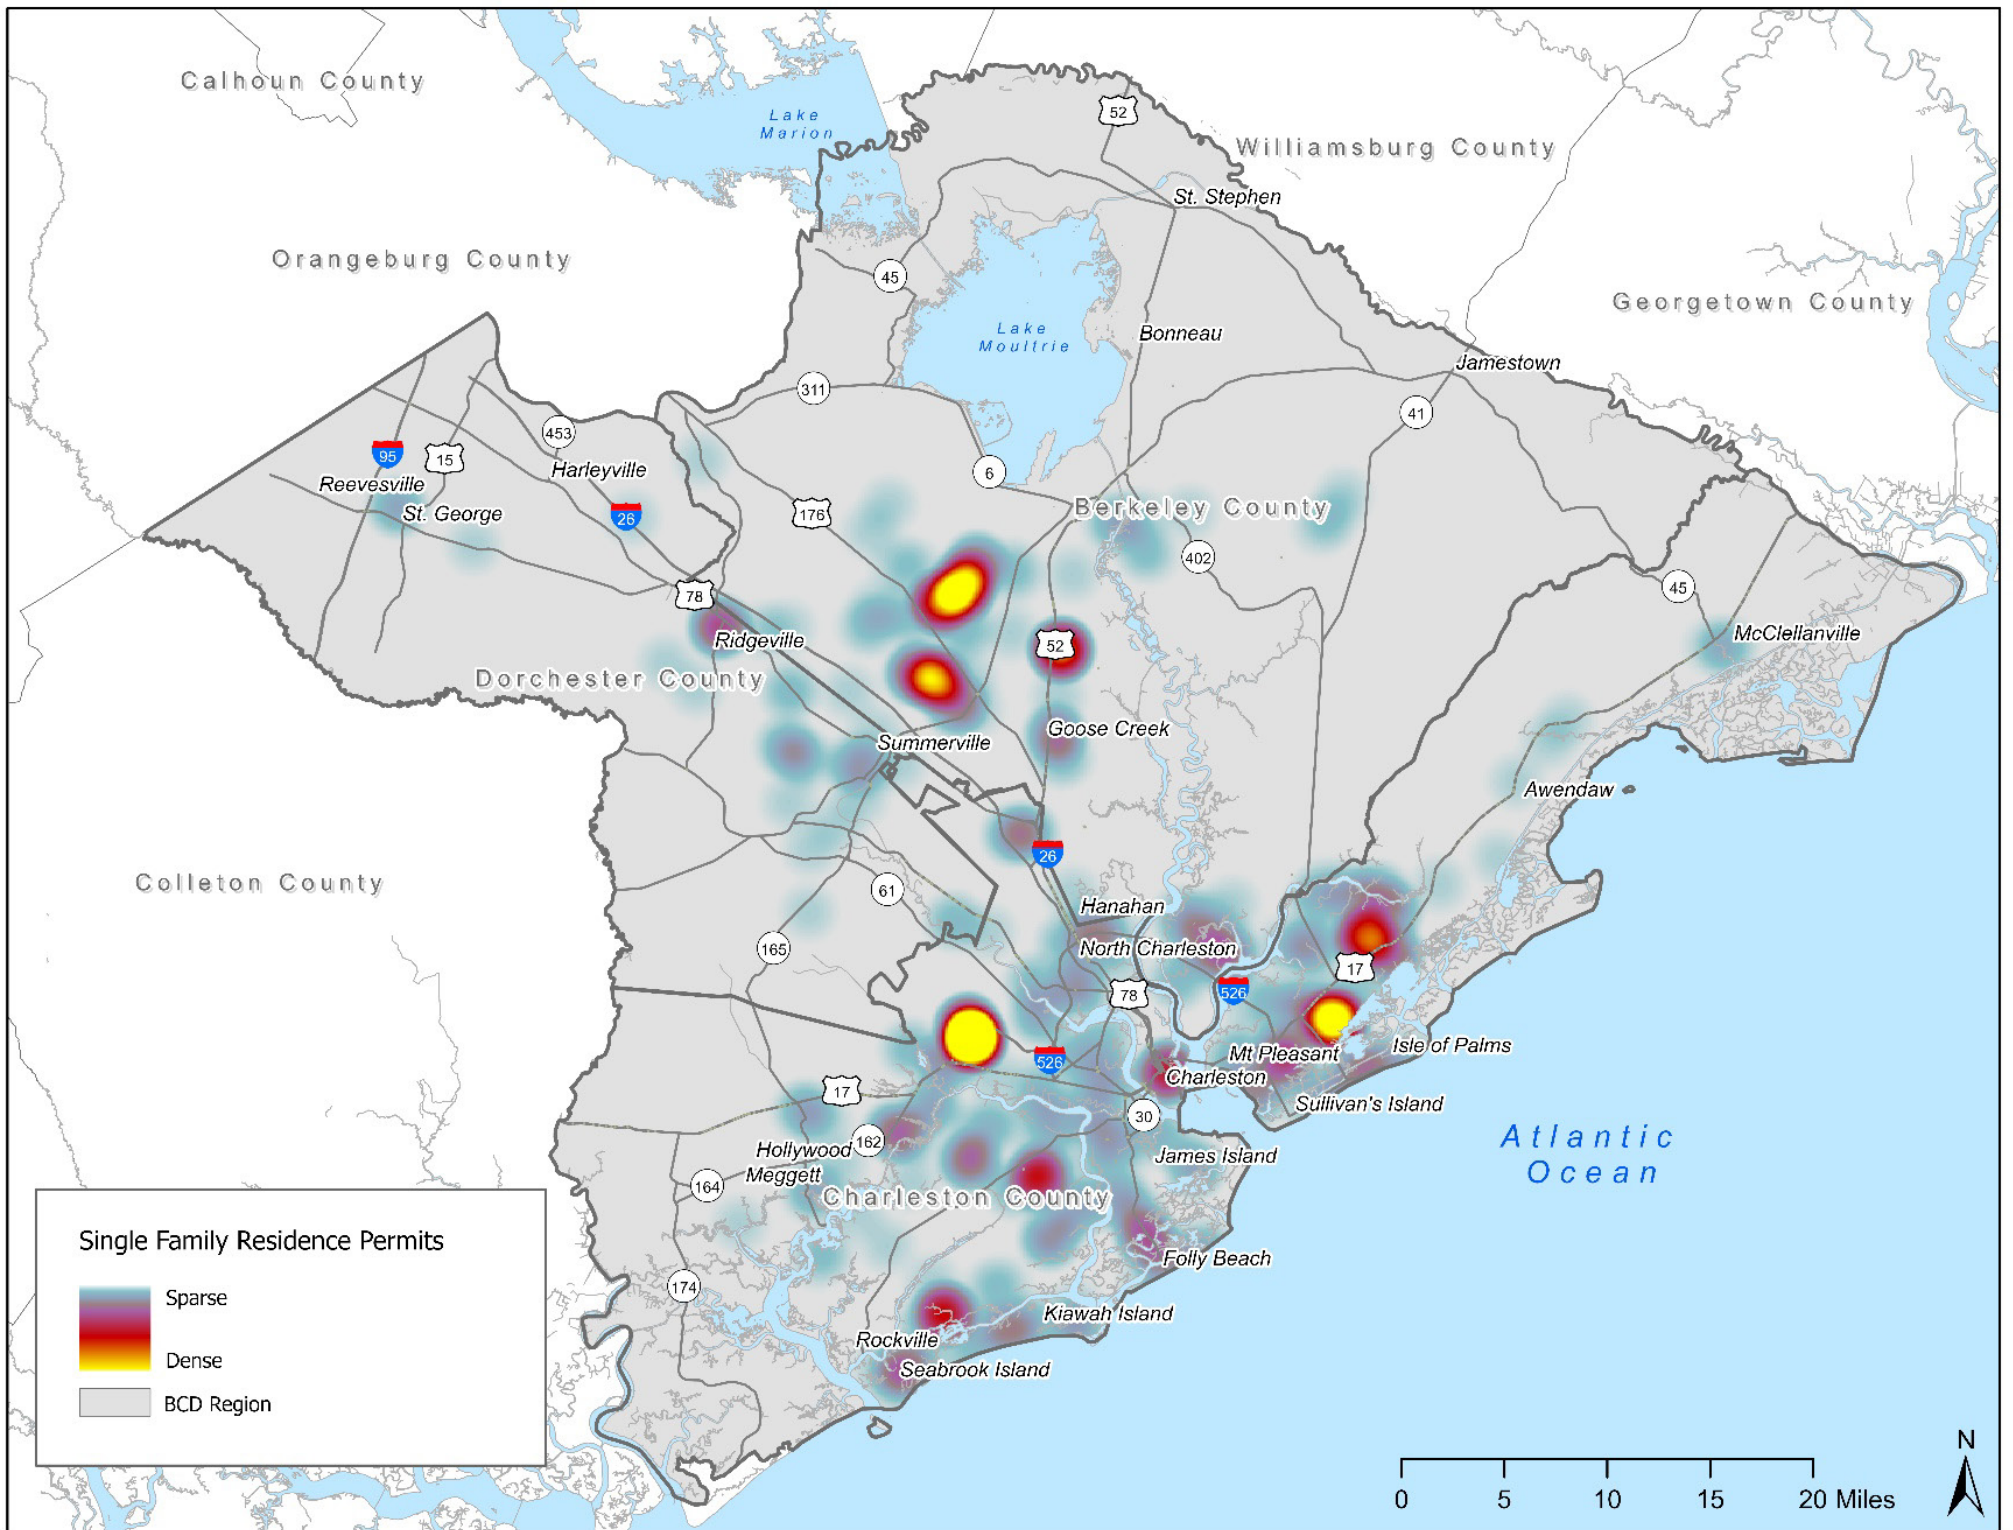 Calhoun County
Lake
Marion
52
Williamsburg County
St. Stephen
Orangeburg County
45
Georgetown County
Lake
Moultrie
Bonneau
Jamestown
311
41
453
95
15
Harleyville
6
Reevesville
St. George
26
176
Berkeley County
402
78
45
Ridgeville
52
McClellanville
Dorchester County
Goose Creek
Summerville
Awendaw
26
Colleton County
61
Hanahan
165
North Charleston
17
78
526
526
Mt Pleasant
Isle of Palms
Charleston
17
Sullivan's Island
30
162
Hollywood
James Island
Atlantic
Ocean
Meggett
164
Charleston County
Folly Beach
174
Kiawah Island
Rockville
Seabrook Island
Single Family Residence Permits
Sparse
Dense
BCD Region
N
0 5 10 15 20 Miles